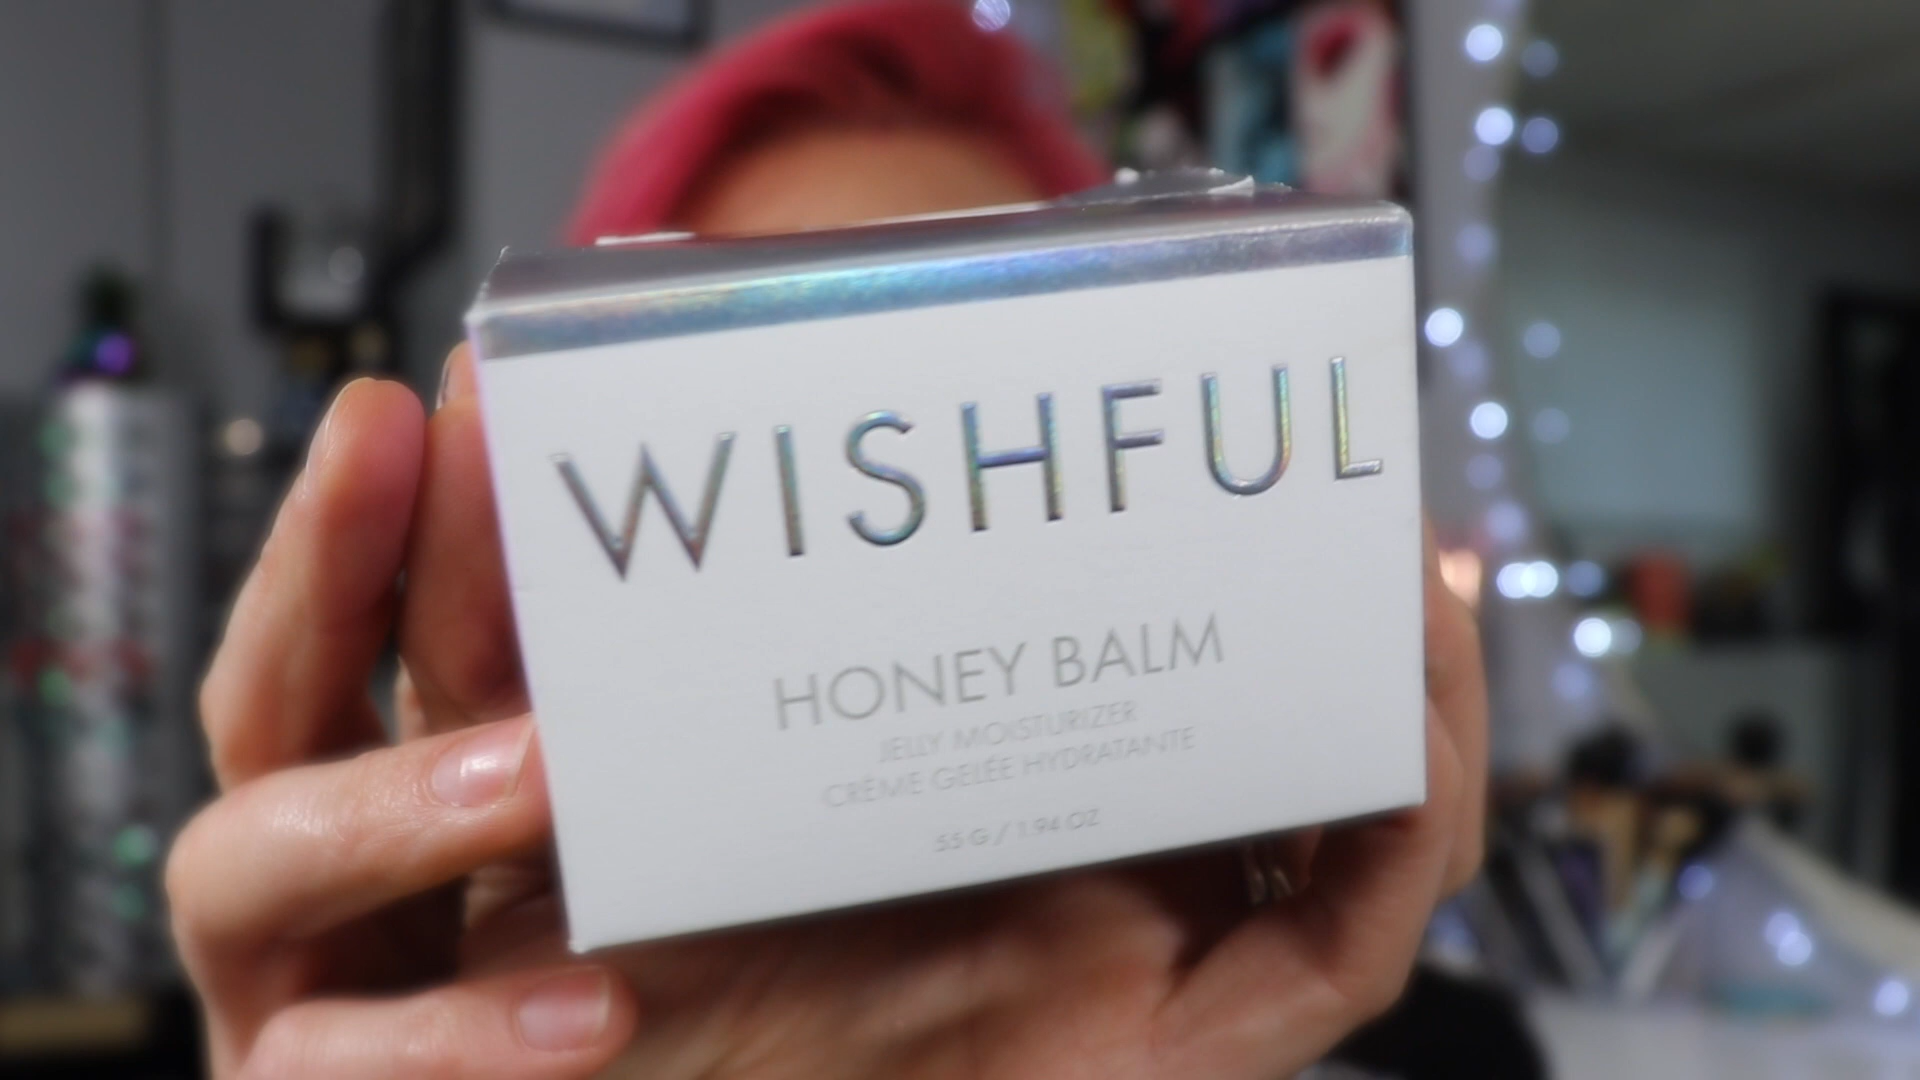 WISHFUL
HONEY BALM
JELLY MOISTURIZER
CRÈME GELÉE HYDRATANTE
55 G / 1.94 OZ